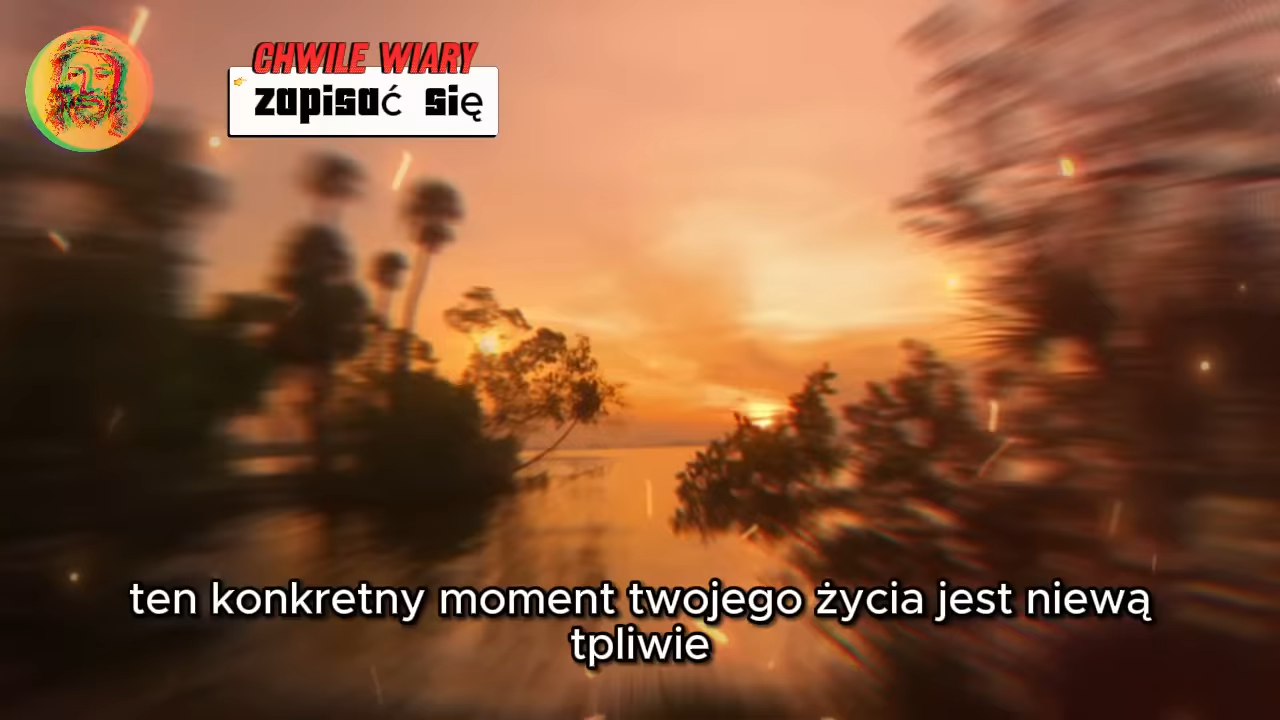 CHWILE WIARY
zapisać się
ten konkretny moment twojego życia jest niewą
tpliwie